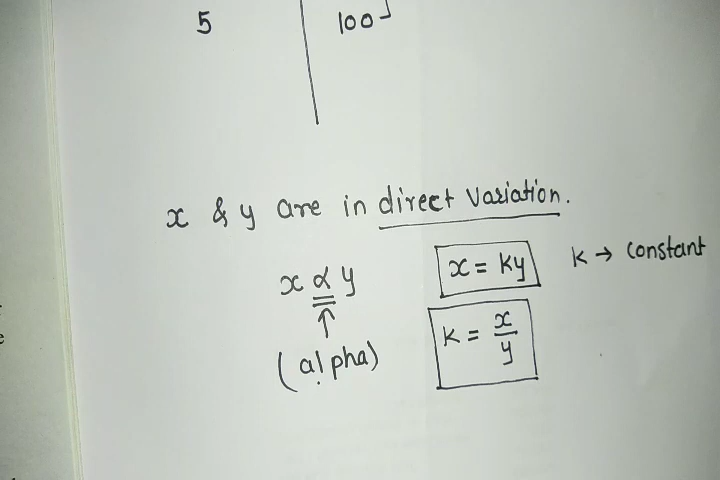 5 100
x & y are in direct variation.
x α y
(alpha)
x = ky
k → constant
k = x/y